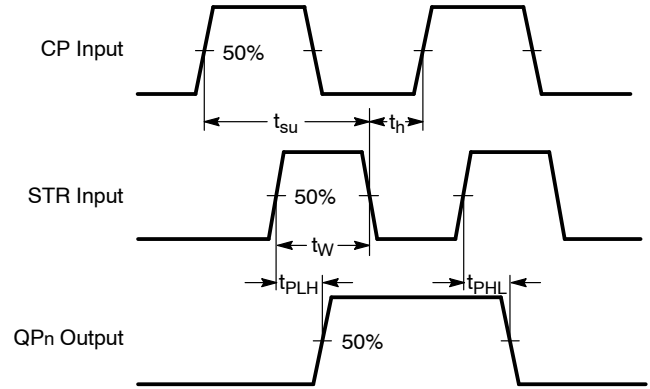 CP Input
50%
tsu
th
STR Input
50%
tW
tPLH
tPHL
QPn Output
50%